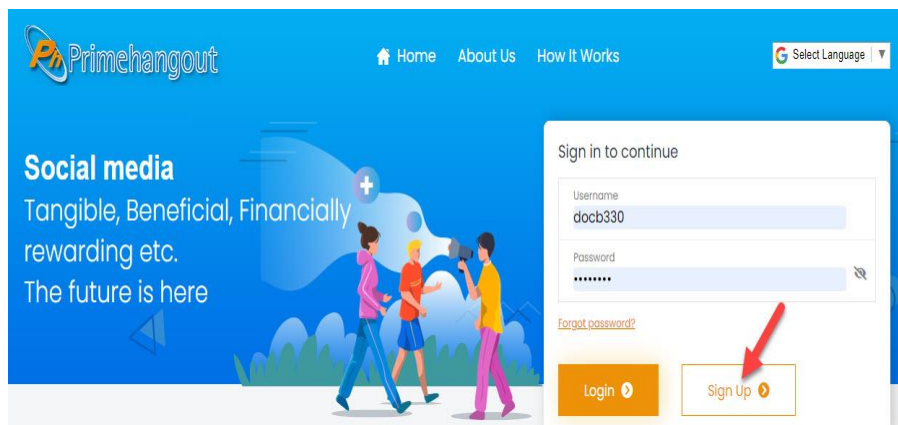 Ph Primehangout
Home About Us How It Works
Select Language ▼
Social media
Tangible, Beneficial, Financially
rewarding etc.
The future is here
Sign in to continue
Username
docb330
Password
••••••••
Forgot password?
Login
Sign Up